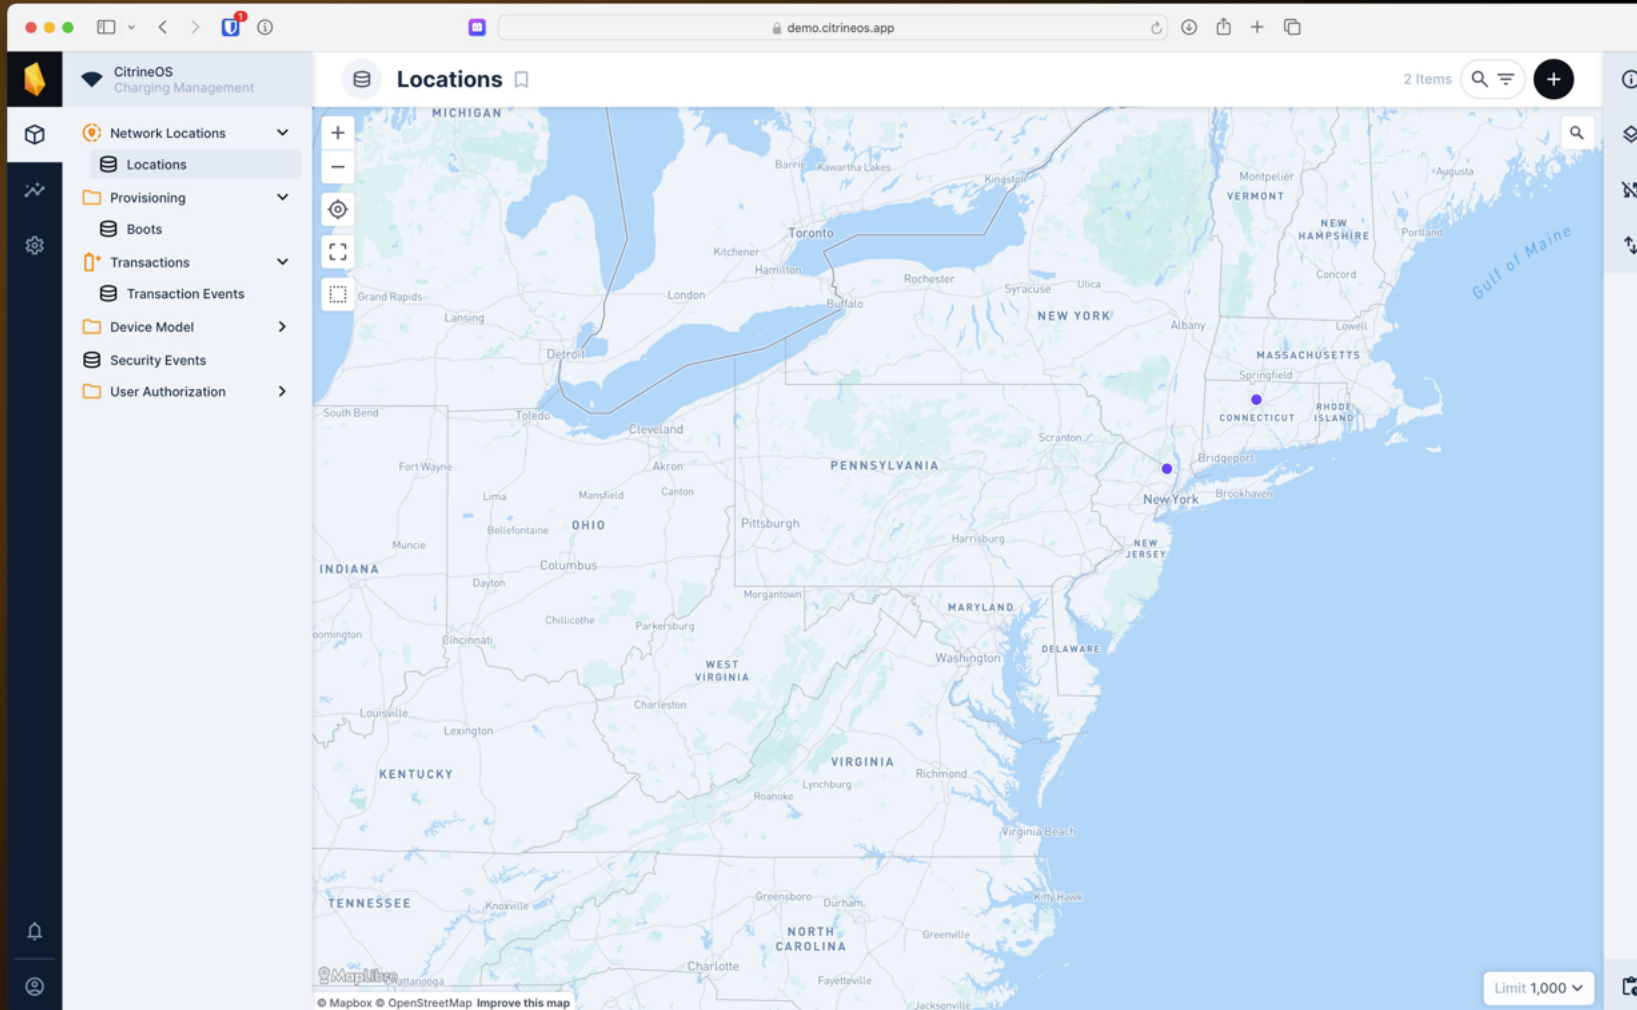 1
demo.citrineos.app
CitrineOS
Charging Management
Locations
2 Items
Network Locations
Locations
Provisioning
Boots
Transactions
Transaction Events
Device Model
Security Events
User Authorization
MICHIGAN
Barrie
Kawartha Lakes
Kingston
Montpelier
Augusta
VERMONT
NEW
HAMPSHIRE
Portland
Gulf of Maine
Toronto
Kitchener
Hamilton
Rochester
Concord
Syracuse
Utica
Grand Rapids
London
Buffalo
Lansing
NEW YORK
Albany
Lowell
Detroit
MASSACHUSETTS
Springfield
South Bend
Toledo
CONNECTICUT
RHODE
ISLAND
Cleveland
Scranton
Fort Wayne
Akron
PENNSYLVANIA
Bridgeport
Lima
Mansfield
Canton
New York
Brookhaven
Bellefontaine
OHIO
Pittsburgh
Muncie
Harrisburg
NEW
JERSEY
INDIANA
Columbus
Dayton
Morgantown
MARYLAND
Chillicothe
Parkersburg
oomington
Cincinnati
DELAWARE
Washington
WEST
VIRGINIA
Charleston
Louisville
Lexington
VIRGINIA
KENTUCKY
Richmond
Lynchburg
Roanoke
Virginia Beach
TENNESSEE
Knoxville
Greensboro
Durham
Kitty Hawk
NORTH
CAROLINA
Greenville
Charlotte
MapLibre
hattanooga
Fayetteville
Limit 1,000
© Mapbox © OpenStreetMap Improve this map
Jacksonville